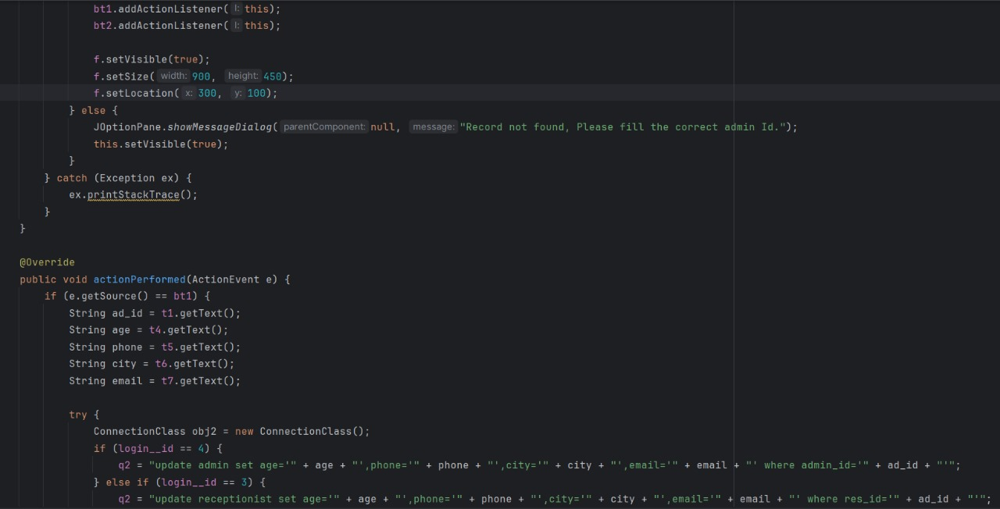 bt1.addActionListener( l: this);
bt2.addActionListener( l: this);
f.setVisible(true);
f.setSize( width: 900, height: 450);
f.setLocation( x: 300, y: 100);
} else {
JOptionPane.showMessageDialog( parentComponent: null, message: "Record not found, Please fill the correct admin Id.");
this.setVisible(true);
}
} catch (Exception ex) {
ex.printStackTrace();
}
}
@Override
public void actionPerformed(ActionEvent e) {
if (e.getSource() == bt1) {
String ad_id = t1.getText();
String age = t4.getText();
String phone = t5.getText();
String city = t6.getText();
String email = t7.getText();
try {
ConnectionClass obj2 = new ConnectionClass();
if (login__id == 4) {
q2 = "update admin set age='" + age + "',phone='" + phone + "',city='" + city + "',email='" + email + "' where admin_id='" + ad_id + "'";
} else if (login__id == 3) {
q2 = "update receptionist set age='" + age + "',phone='" + phone + "',city='" + city + "',email='" + email + "' where res_id='" + ad_id + "'";